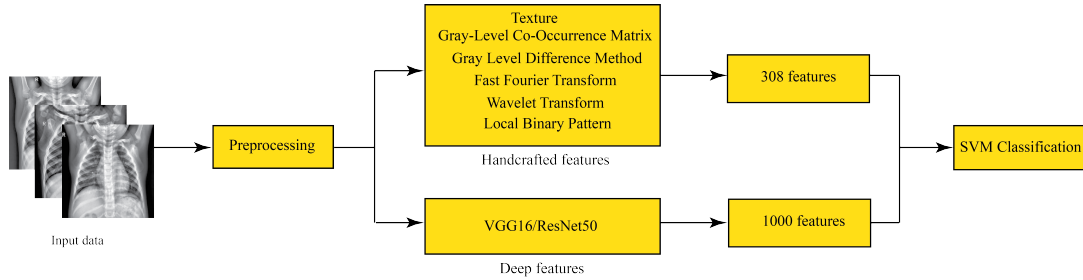 Input data
Preprocessing
Texture
Gray-Level Co-Occurrence Matrix
Gray Level Difference Method
Fast Fourier Transform
Wavelet Transform
Local Binary Pattern
Handcrafted features
308 features
VGG16/ResNet50
Deep features
1000 features
SVM Classification